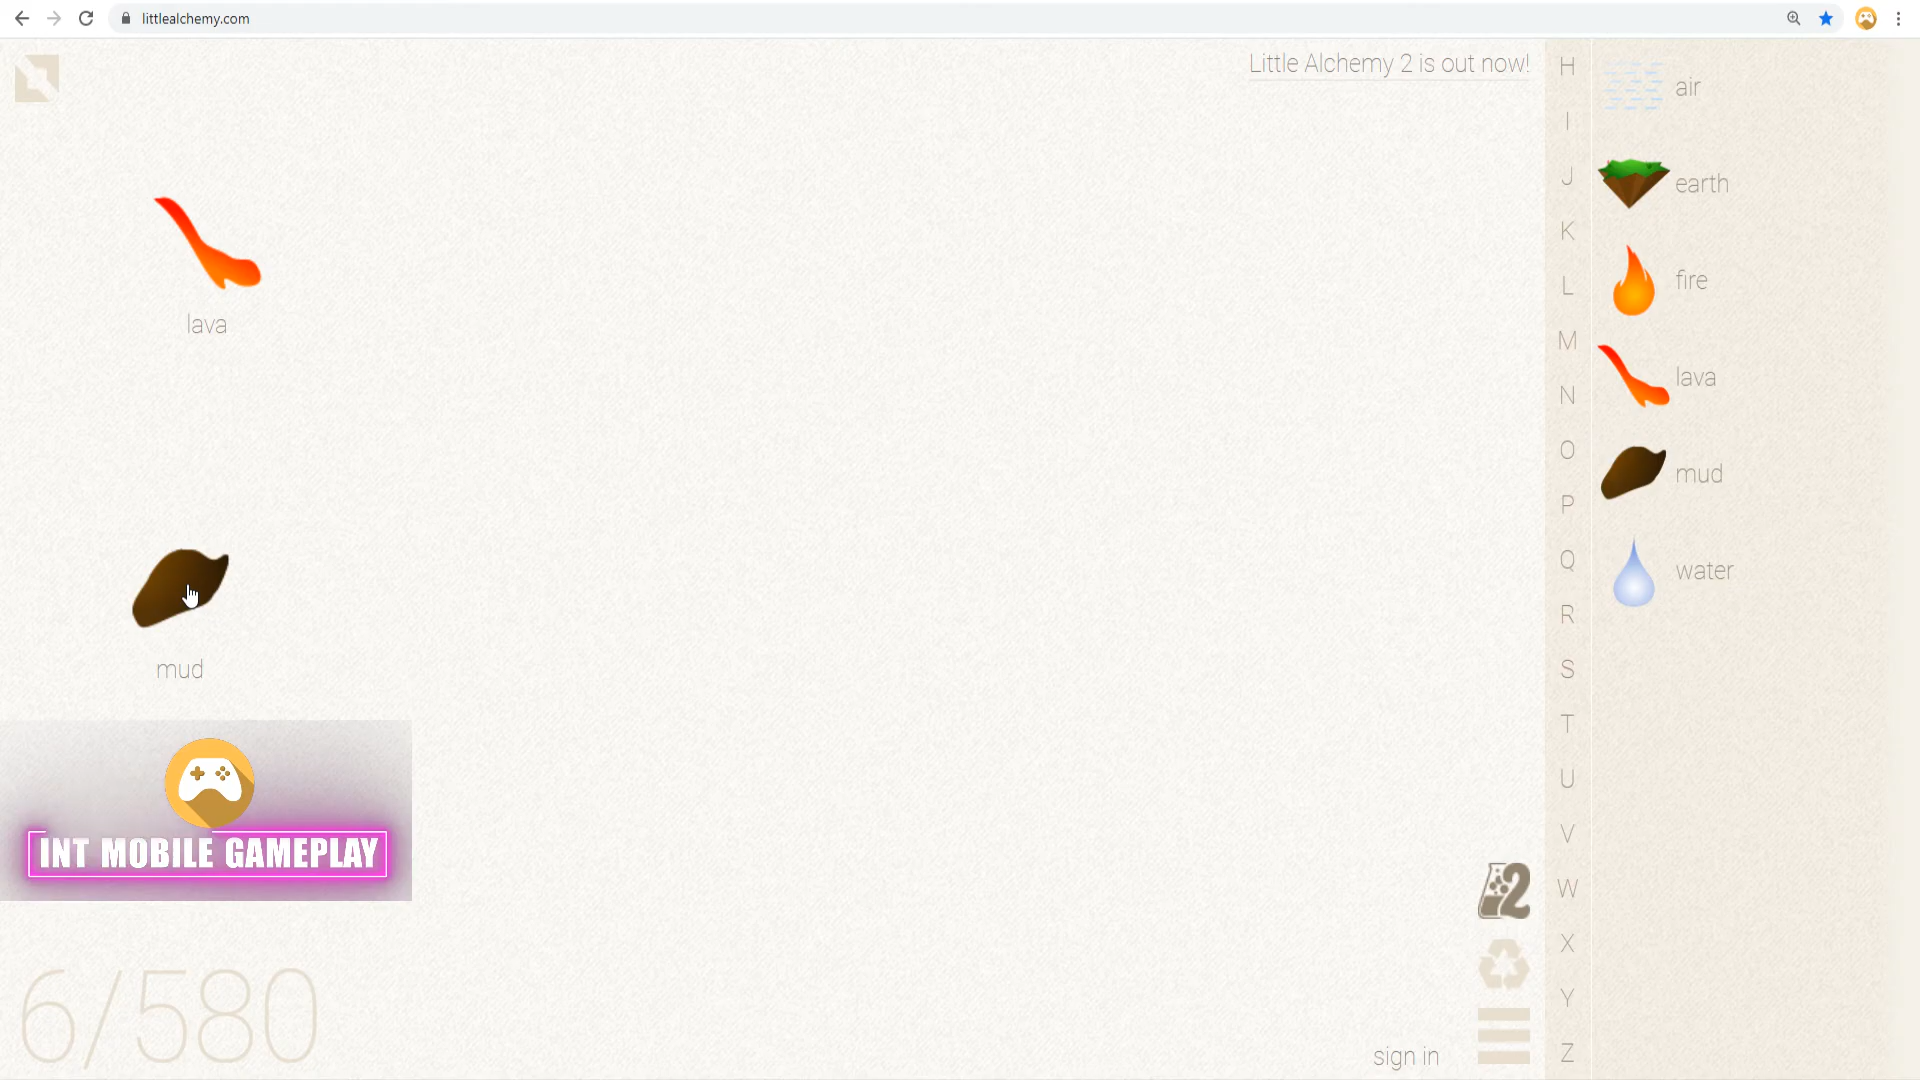 littlealchemy.com
Little Alchemy 2 is out now!
lava
mud
INT MOBILE GAMEPLAY
6/580
2
sign in
H
I
J
K
L
M
N
O
P
Q
R
S
T
U
V
W
X
Y
Z
air
earth
fire
lava
mud
water